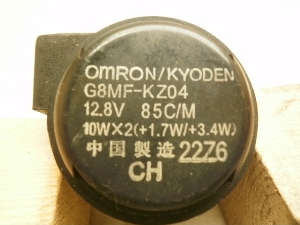 OMRON/KYODEN
G8MF-KZ04
12.8V 85C/M
10W×2(+1.7W/+3.4W)
中国製造 22Z6
CH